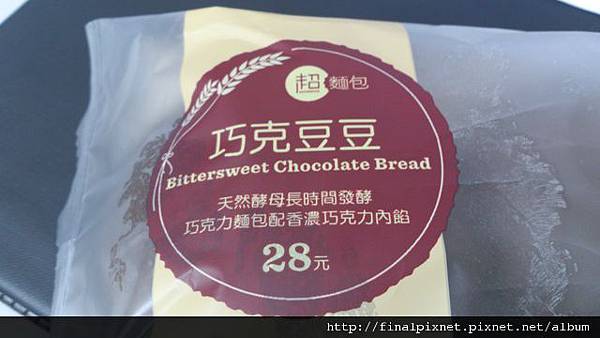 超麵包
巧克豆豆
Bittersweet Chocolate Bread
天然酵母長時間發酵
巧克力麵包配香濃巧克力內餡
28元
http://finalpixnet.pixnet.net/album